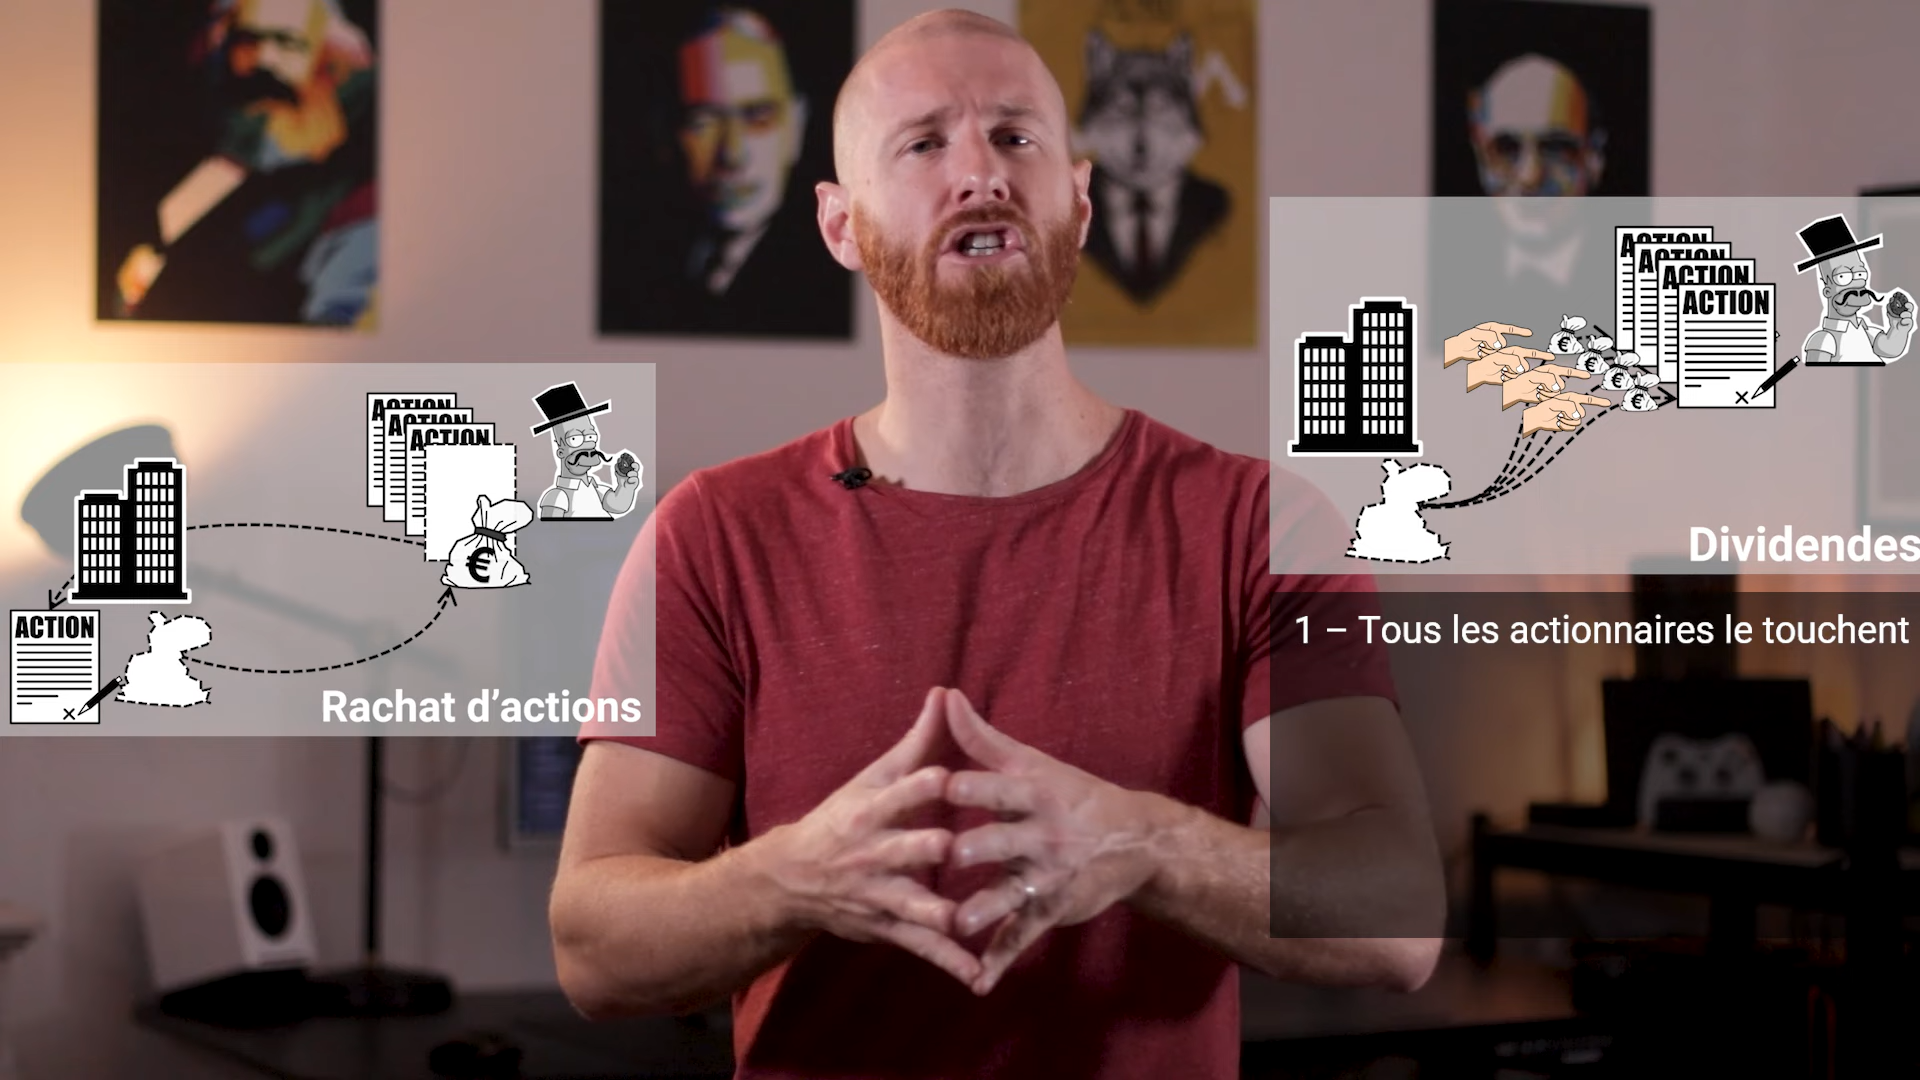 ACTION
ACTION
ACTION
ACTION
€
Rachat d’actions
ACTION
ACTION
ACTION
ACTION
€
€
€
€
Dividendes
1 – Tous les actionnaires le touchent